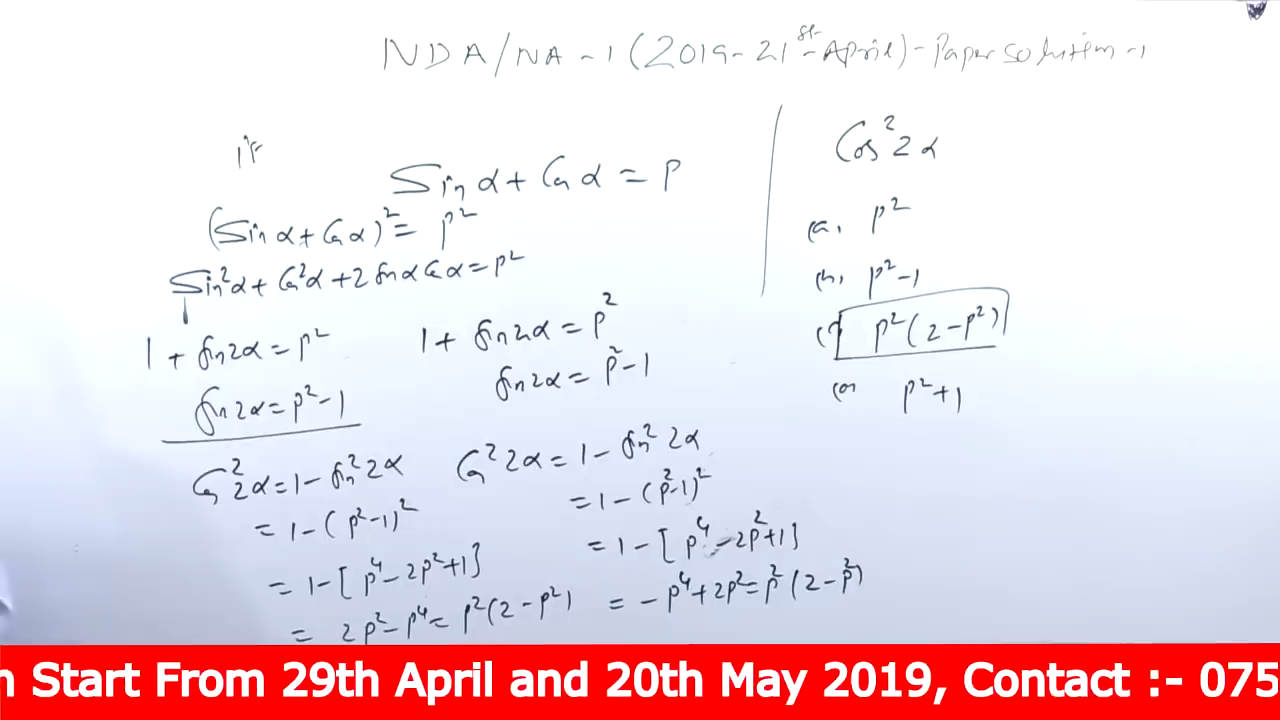 NDA/NA-1 (2019-21st-April)-Paper solution-1
If
Sin α + Cos α = P
(Sin α + Cos α)² = P²
Sin²α + Cos²α + 2 Sin α Cos α = P²
1 + Sin 2α = P²
Sin 2α = P² - 1
Cos² 2α = 1 - Sin² 2α
= 1 - (P² - 1)²
= 1 - [P⁴ - 2P² + 1]
= 2P² - P⁴ = P²(2 - P²)
1 + Sin 2α = P²
Sin 2α = P² - 1
Cos² 2α = 1 - Sin² 2α
= 1 - (P² - 1)²
= 1 - [P⁴ - 2P² + 1]
= -P⁴ + 2P² = P²(2 - P²)
Cos² 2α
(a, P²
(b, P² - 1
(c) P²(2 - P²)
(d) P² + 1
n Start From 29th April and 20th May 2019, Contact :- 075